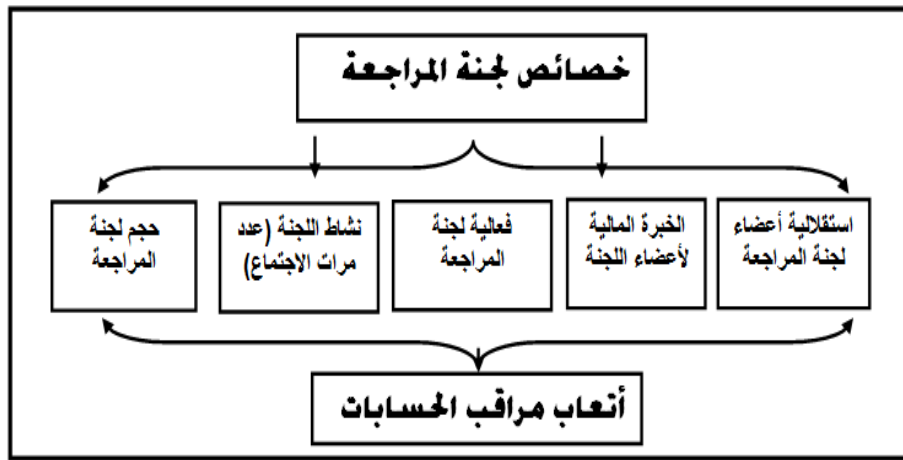 خصائص لجنة المراجعة
استقلالية أعضاء
لجنة المراجعة
الخبرة المالية
لأعضاء اللجنة
فعالية لجنة
المراجعة
نشاط اللجنة (عدد
مرات الاجتماع)
حجم لجنة
المراجعة
أتعاب مراقب الحسابات